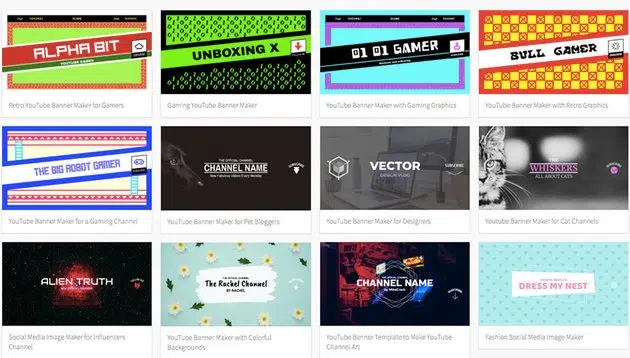 ALPHA BIT
YOUTUBE GAMER
UNBOXING X
01 01 GAMER
BULL GAMER
Retro YouTube Banner Maker for Gamers
Gaming YouTube Banner Maker
YouTube Banner Maker with Gaming Graphics
YouTube Banner Maker with Retro Graphics
THE BIG ROBOT GAMER
THE OFFICIAL CHANNEL
CHANNEL NAME
New Fabulous Videos Every Monday
VECTOR
DESIGN VLOG
SUBSCRIBE
THE
WHISKERS
ALL ABOUT CATS
YouTube Banner Maker for a Gaming Channel
YouTube Banner Maker for Pet Bloggers
YouTube Banner Maker for Designers
Youtube Banner Maker for Cat Channels
ALIEN TRUTH
THE OFFICIAL CHANNEL
The Rachel Channel
BY RACHEL
THE OFFICIAL CHANNEL
CHANNEL NAME
DRESS MY NEST
Social Media Image Maker for Influencers
Channel
YouTube Banner Maker with Colorful
Backgrounds
YouTube Banner Template to Make YouTube
Channel Art
Fashion Social Media Image Maker